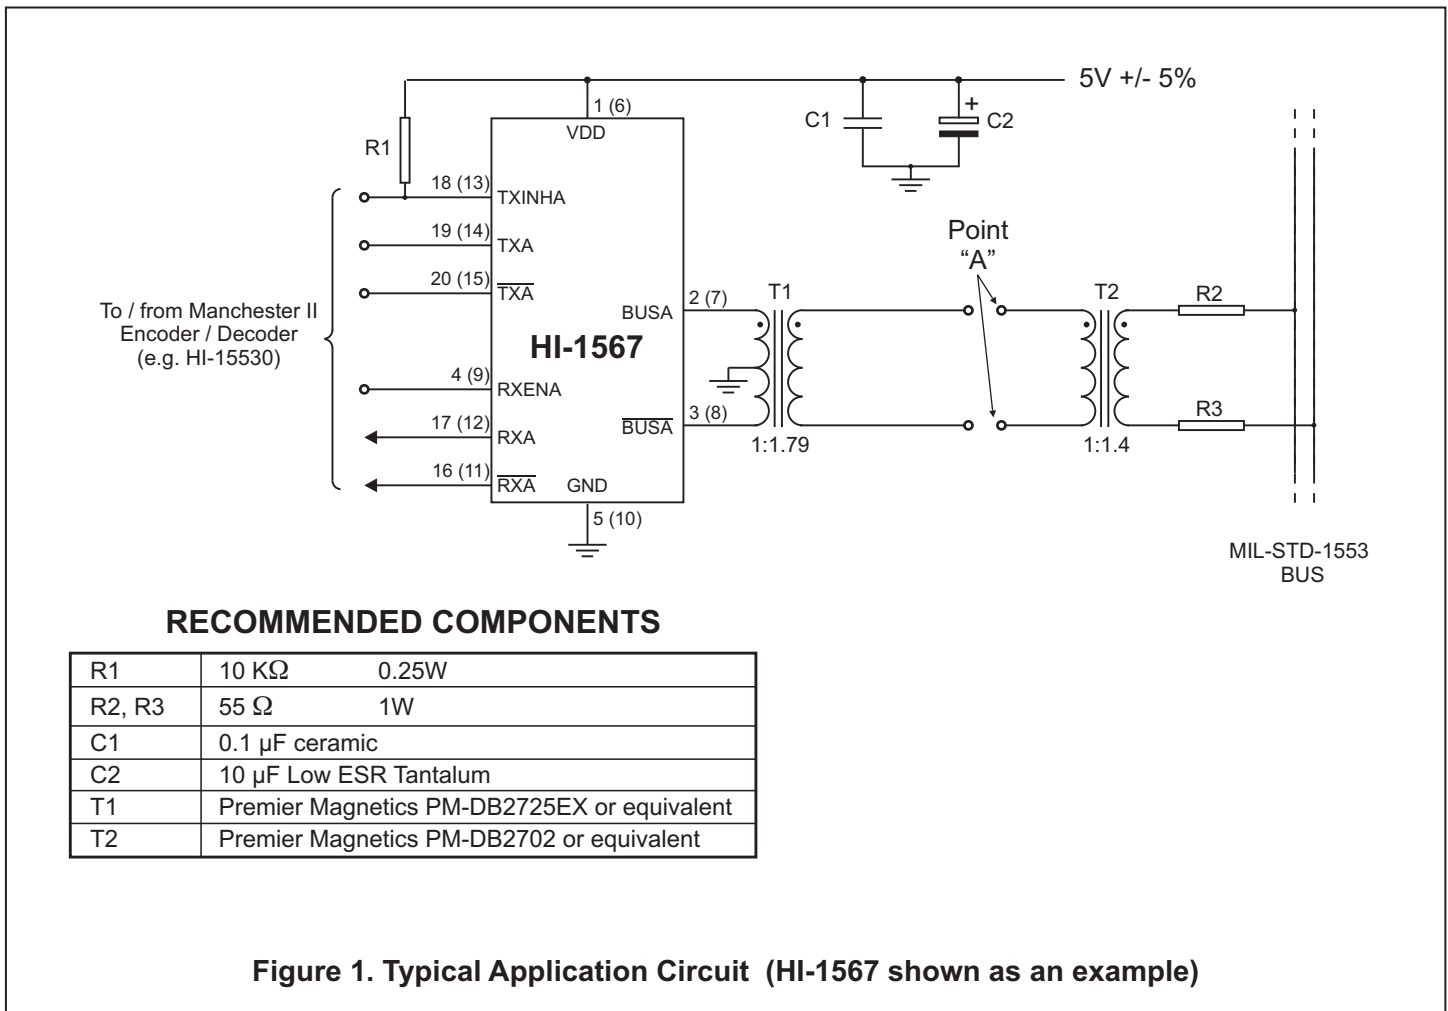 5V +/- 5%
1 (6)
VDD
R1
C1
+
C2
18 (13)
TXINHA
19 (14)
TXA
20 (15)
T̅X̅A̅
To / from Manchester II
Encoder / Decoder
(e.g. HI-15530)
HI-1567
BUSA
2 (7)
T1
Point
“A”
T2
R2
4 (9)
RXENA
17 (12)
RXA
16 (11)
R̅X̅A̅
GND
5 (10)
B̅U̅S̅A̅
3 (8)
1:1.79
1:1.4
R3
MIL-STD-1553
BUS
RECOMMENDED COMPONENTS
R1 10 KΩ 0.25W
R2, R3 55 Ω 1W
C1 0.1 µF ceramic
C2 10 µF Low ESR Tantalum
T1 Premier Magnetics PM-DB2725EX or equivalent
T2 Premier Magnetics PM-DB2702 or equivalent
Figure 1. Typical Application Circuit (HI-1567 shown as an example)